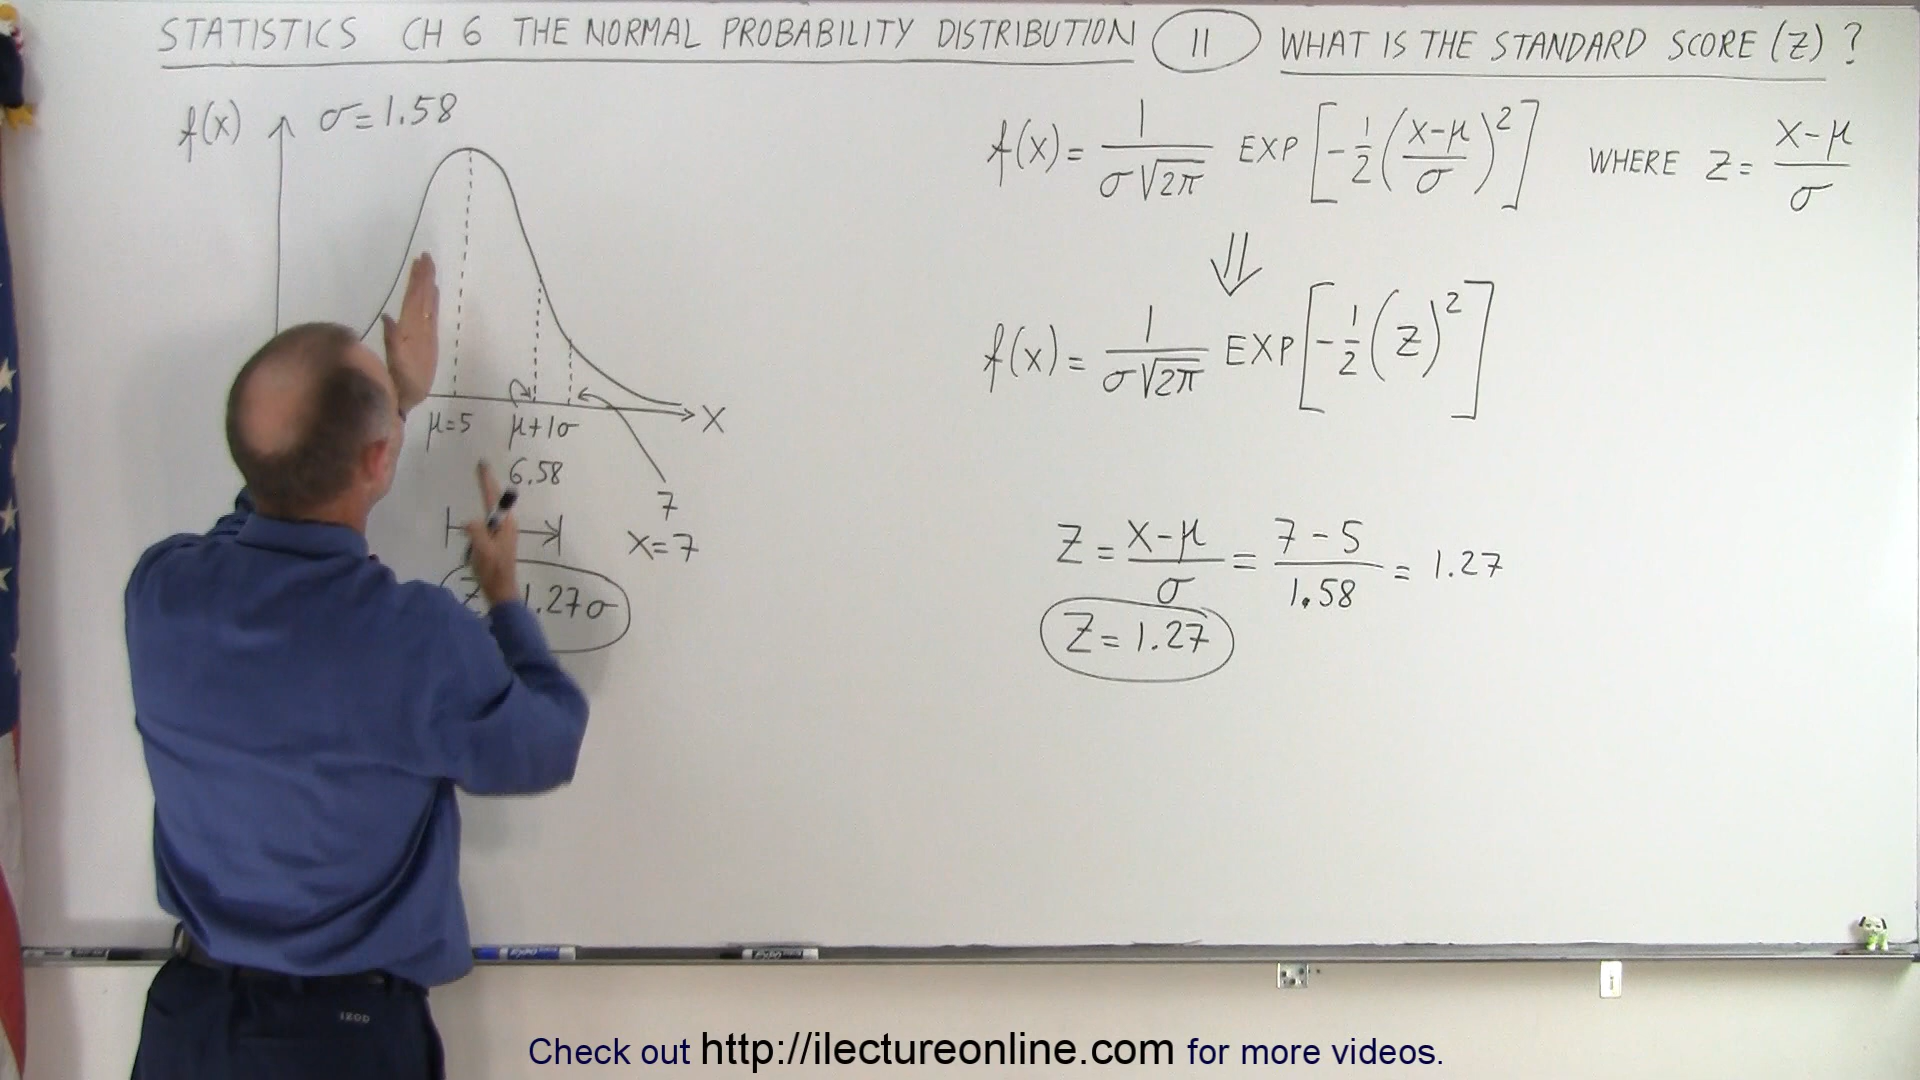 STATISTICS CH 6 THE NORMAL PROBABILITY DISTRIBUTION 11 WHAT IS THE STANDARD SCORE (Z) ?
f(x) σ=1.58
μ=5 μ+1σ X
6.58
7
X=7
Z 1.27σ
f(x) = 1/(σ√2π) EXP [-1/2 ((X-μ)/σ)²] WHERE Z = (X-μ)/σ
⇓
f(x) = 1/(σ√2π) EXP [-1/2 (Z)²]
Z = (X-μ)/σ = (7-5)/1.58 = 1.27
Z = 1.27
IZOD
Check out http://ilectureonline.com for more videos.